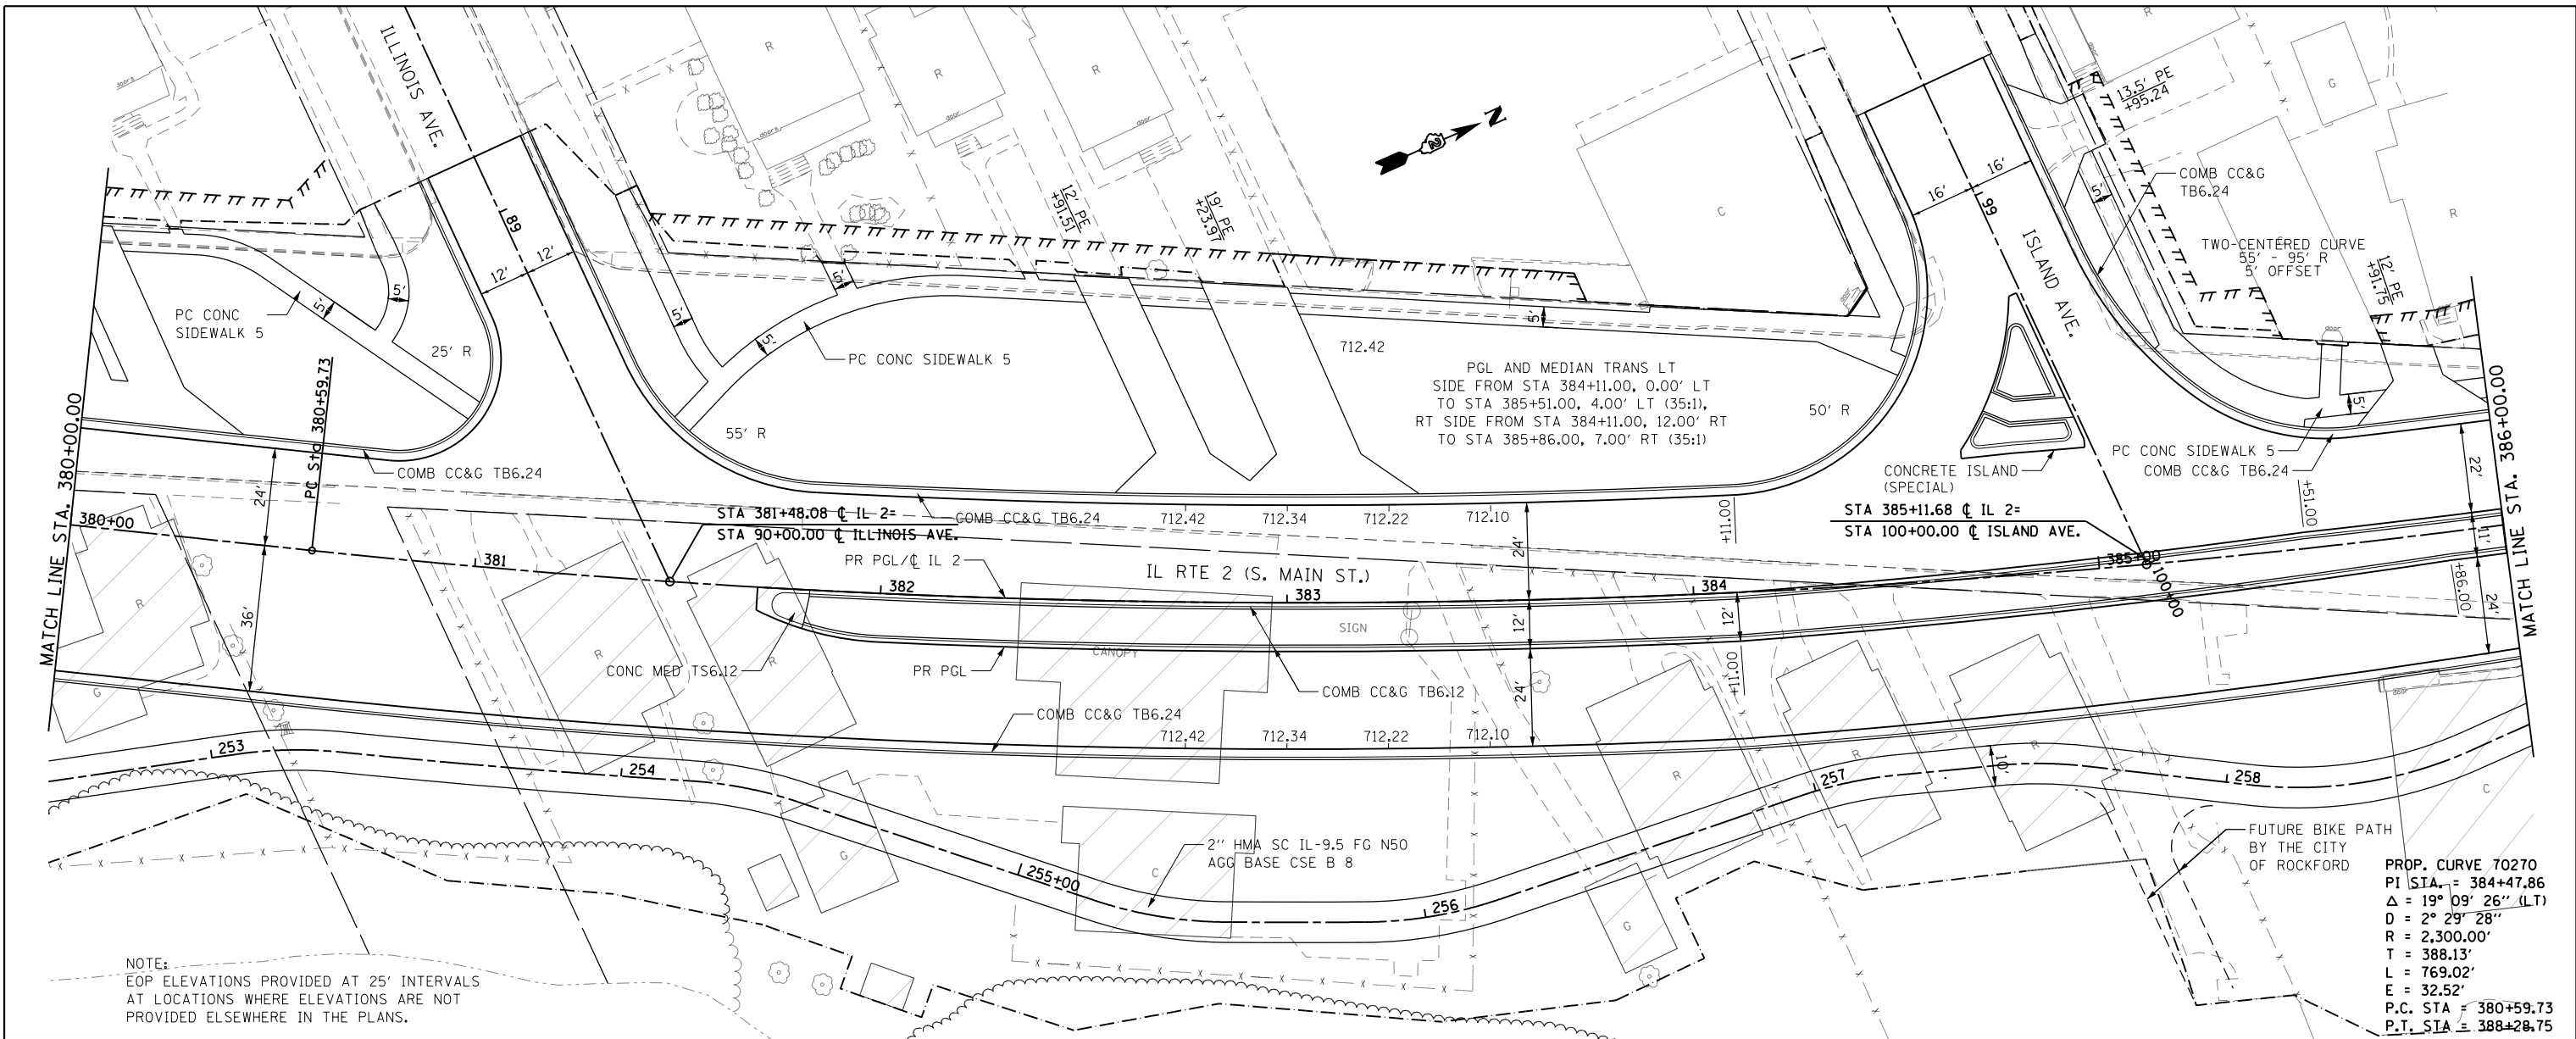 ILLINOIS AVE.
R
R
R
R
R
G
door
doors
doors
door
door
door
N
13.5' PE
+95.24
C
12' PE
+91.51
19' PE
+23.97
16'
16'
99
COMB CC&G
TB6.24
5'
ISLAND AVE.
TWO-CENTERED CURVE
55' - 95' R
5' OFFSET
12' PE
+91.75
89
12'
12'
PC CONC
SIDEWALK 5
5'
5'
25' R
5'
5'
5'
PC CONC SIDEWALK 5
5'
712.42
PGL AND MEDIAN TRANS LT
SIDE FROM STA 384+11.00, 0.00' LT
TO STA 385+51.00, 4.00' LT (35:1),
RT SIDE FROM STA 384+11.00, 12.00' RT
TO STA 385+86.00, 7.00' RT (35:1)
50' R
55' R
door
door
5'
PC CONC SIDEWALK 5
COMB CC&G TB6.24
CONCRETE ISLAND
(SPECIAL)
MATCH LINE STA. 380+00.00
PC Sta 380+59.73
COMB CC&G TB6.24
24'
380+00
381
36'
STA 381+48.08 ℄ IL 2=
STA 90+00.00 ℄ ILLINOIS AVE.
COMB CC&G TB6.24
712.42
712.34
712.22
712.10
+11.00
STA 385+11.68 ℄ IL 2=
STA 100+00.00 ℄ ISLAND AVE.
+51.00
22'
11'
MATCH LINE STA. 386+00.00
PR PGL/℄ IL 2
IL RTE 2 (S. MAIN ST.)
24'
382
383
384
385+00
100+00
+86.00
24'
12'
12'
SIGN
CANOPY
CONC MED TS6.12
PR PGL
COMB CC&G TB6.12
+11.00
24'
COMB CC&G TB6.24
712.42
712.34
712.22
712.10
R
G
R
R
R
R
R
door
253
254
10'
257
258
G
C
C
G
2" HMA SC IL-9.5 FG N50
AGG BASE CSE B 8
255+00
256
FUTURE BIKE PATH
BY THE CITY
OF ROCKFORD
PROP. CURVE 70270
PI STA. = 384+47.86
Δ = 19° 09' 26" (LT)
D = 2° 29' 28"
R = 2,300.00'
T = 388.13'
L = 769.02'
E = 32.52'
P.C. STA = 380+59.73
P.T. STA = 388+28.75
NOTE:
EOP ELEVATIONS PROVIDED AT 25' INTERVALS
AT LOCATIONS WHERE ELEVATIONS ARE NOT
PROVIDED ELSEWHERE IN THE PLANS.